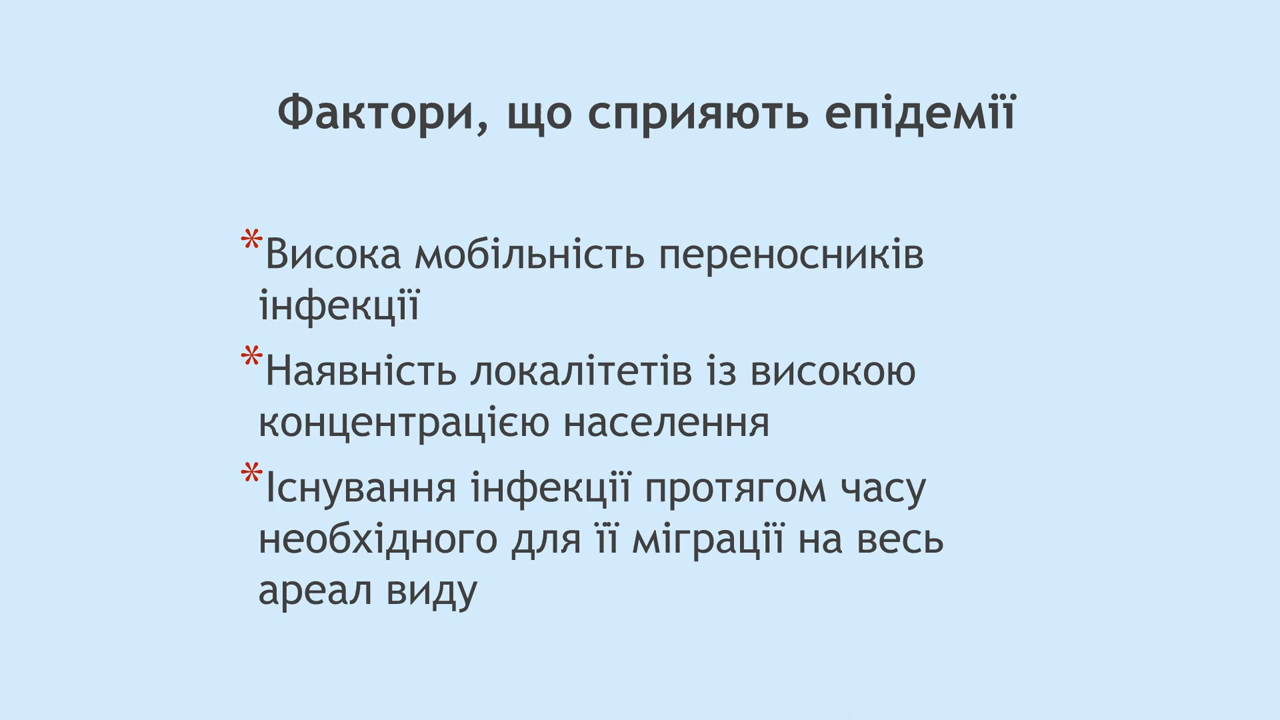 Фактори, що сприяють епідемії
*Висока мобільність переносників
інфекції
*Наявність локалітетів із високою
концентрацією населення
*Існування інфекції протягом часу
необхідного для її міграції на весь
ареал виду